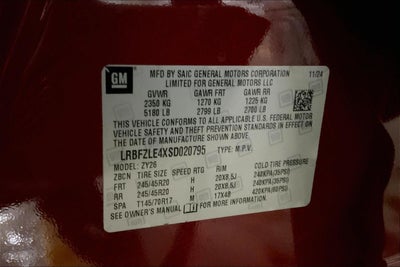 GM
MFD BY SAIC GENERAL MOTORS CORPORATION 11/24
LIMITED FOR GENERAL MOTORS LLC
GVWR GAWR FRT GAWR RR
2350 KG 1270 KG 1225 KG
5180 LB 2799 LB 2700 LB
THIS VEHICLE CONFORMS TO ALL APPLICABLE U.S. FEDERAL MOTOR
VEHICLE SAFETY AND THEFT PREVENTION STANDARDS IN EFFECT ON
THE DATE OF MANUFACTURE SHOWN ABOVE.
LRBFZLE4XSD020795 TYPE: M.P.V.
MODEL: ZY26
ZBCN TIRE SIZE SPEED RTG RIM COLD TIRE PRESSURE
FRT 245/45R20 V 20X8.5J 240KPA(35PSI)
RR 245/45R20 V 20X8.5J 240KPA(35PSI)
SPA T145/70R17 M 17X4B 420KPA(60PSI)
SEE OWNER'S MANUAL FOR MORE INFORMATION.